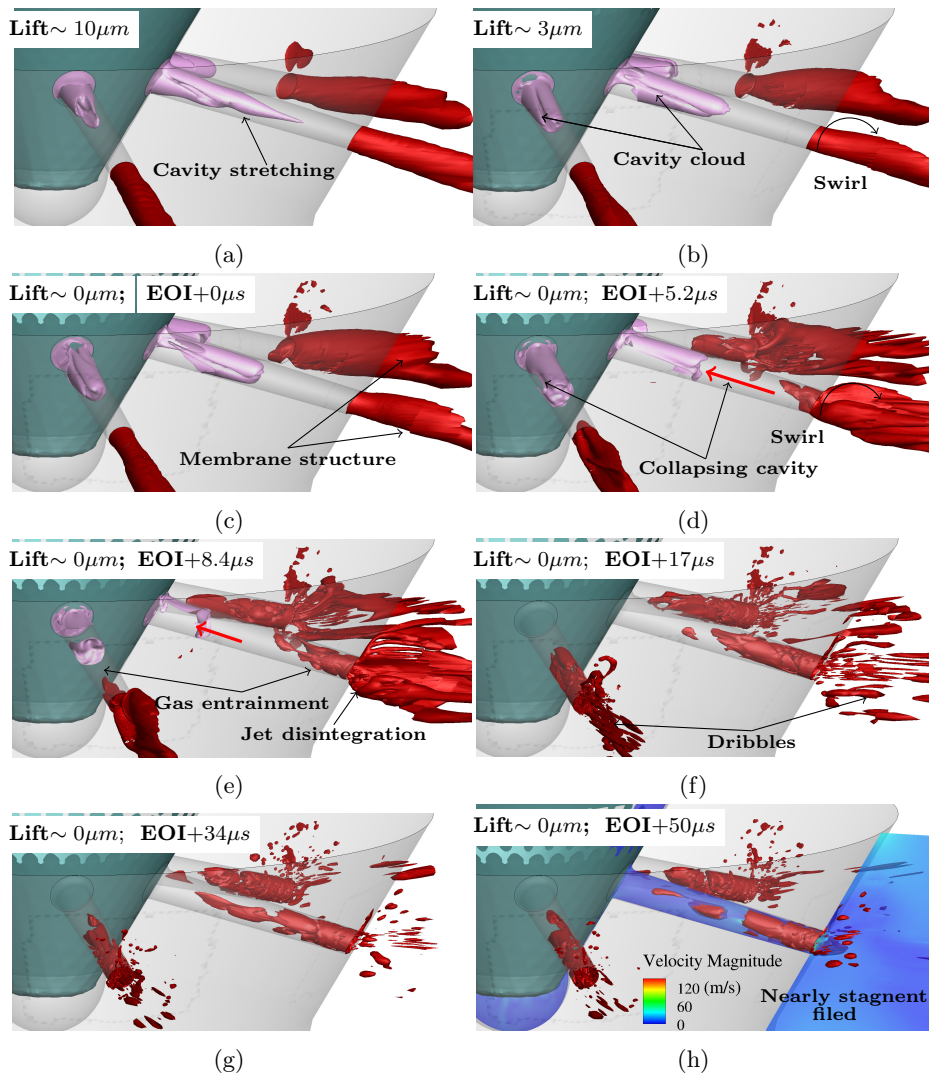 Lift∼ 10μm
Cavity stretching
(a)
Lift∼ 3μm
Cavity cloud
Swirl
(b)
Lift∼ 0μm; EOI+0μs
Membrane structure
(c)
Lift∼ 0μm; EOI+5.2μs
Swirl
Collapsing cavity
(d)
Lift∼ 0μm; EOI+8.4μs
Gas entrainment
Jet disintegration
(e)
Lift∼ 0μm; EOI+17μs
Dribbles
(f)
Lift∼ 0μm; EOI+34μs
(g)
Lift∼ 0μm; EOI+50μs
Velocity Magnitude
120 (m/s)
60
0
Nearly stagnent
filed
(h)